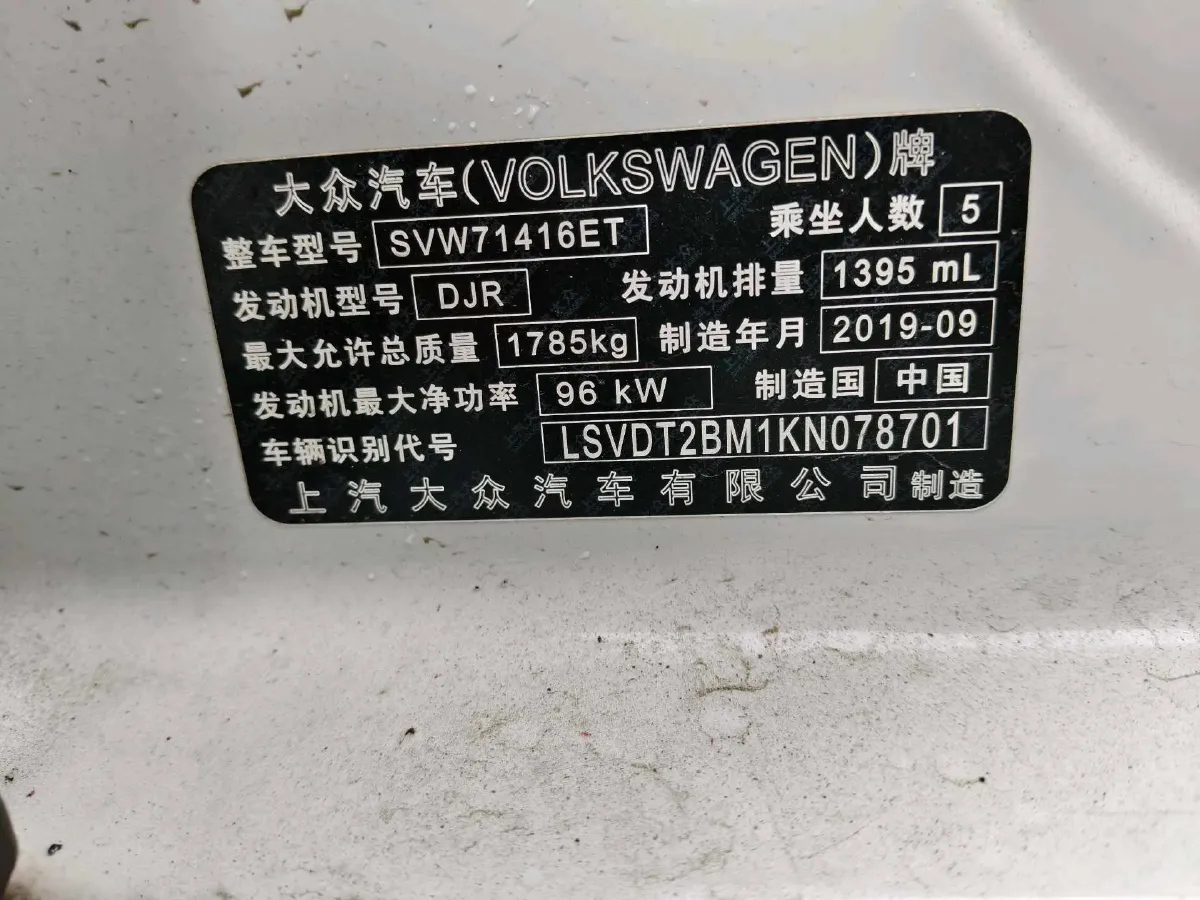 大众汽车(VOLKSWAGEN)牌
整车型号 SVW71416ET 乘坐人数 5
发动机型号 DJR 发动机排量 1395 mL
最大允许总质量 1785kg 制造年月 2019-09
发动机最大净功率 96 kW 制造国 中国
车辆识别代号 LSVDT2BM1KN078701
上汽大众汽车有限公司制造